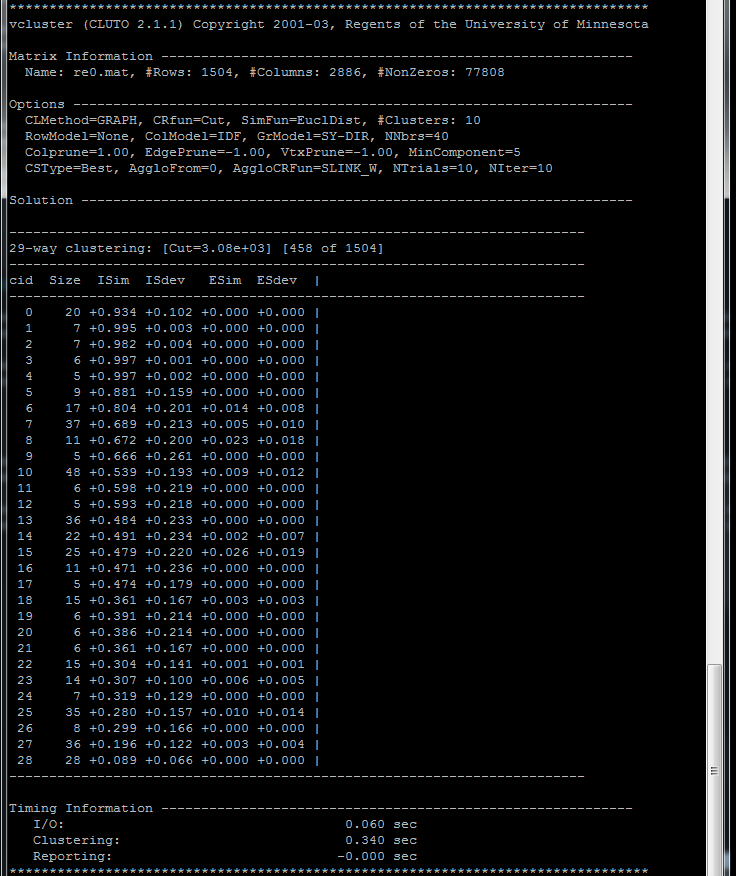 ********************************************************************************
vcluster (CLUTO 2.1.1) Copyright 2001-03, Regents of the University of Minnesota

Matrix Information -----------------------------------------------------------
  Name: re0.mat, #Rows: 1504, #Columns: 2886, #NonZeros: 77808

Options ----------------------------------------------------------------------
  CLMethod=GRAPH, CRfun=Cut, SimFun=EuclDist, #Clusters: 10
  RowModel=None, ColModel=IDF, GrModel=SY-DIR, NNbrs=40
  Colprune=1.00, EdgePrune=-1.00, VtxPrune=-1.00, MinComponent=5
  CSType=Best, AggloFrom=0, AggloCRFun=SLINK_W, NTrials=10, NIter=10

Solution ---------------------------------------------------------------------

------------------------------------------------------------------------
29-way clustering: [Cut=3.08e+03] [458 of 1504]
------------------------------------------------------------------------
cid  Size  ISim  ISdev   ESim  ESdev  |
------------------------------------------------------------------------
  0    20 +0.934 +0.102 +0.000 +0.000 |
  1     7 +0.995 +0.003 +0.000 +0.000 |
  2     7 +0.982 +0.004 +0.000 +0.000 |
  3     6 +0.997 +0.001 +0.000 +0.000 |
  4     5 +0.997 +0.002 +0.000 +0.000 |
  5     9 +0.881 +0.159 +0.000 +0.000 |
  6    17 +0.804 +0.201 +0.014 +0.008 |
  7    37 +0.689 +0.213 +0.005 +0.010 |
  8    11 +0.672 +0.200 +0.023 +0.018 |
  9     5 +0.666 +0.261 +0.000 +0.000 |
 10    48 +0.539 +0.193 +0.009 +0.012 |
 11     6 +0.598 +0.219 +0.000 +0.000 |
 12     5 +0.593 +0.218 +0.000 +0.000 |
 13    36 +0.484 +0.233 +0.000 +0.000 |
 14    22 +0.491 +0.234 +0.002 +0.007 |
 15    25 +0.479 +0.220 +0.026 +0.019 |
 16    11 +0.471 +0.236 +0.000 +0.000 |
 17     5 +0.474 +0.179 +0.000 +0.000 |
 18    15 +0.361 +0.167 +0.003 +0.003 |
 19     6 +0.391 +0.214 +0.000 +0.000 |
 20     6 +0.386 +0.214 +0.000 +0.000 |
 21     6 +0.361 +0.167 +0.000 +0.000 |
 22    15 +0.304 +0.141 +0.001 +0.001 |
 23    14 +0.307 +0.100 +0.006 +0.005 |
 24     7 +0.319 +0.129 +0.000 +0.000 |
 25    35 +0.280 +0.157 +0.010 +0.014 |
 26     8 +0.299 +0.166 +0.000 +0.000 |
 27    36 +0.196 +0.122 +0.003 +0.004 |
 28    28 +0.089 +0.066 +0.000 +0.000 |
------------------------------------------------------------------------

Timing Information -----------------------------------------------------------
   I/O:                                   0.060 sec
   Clustering:                            0.340 sec
   Reporting:                            -0.000 sec
********************************************************************************